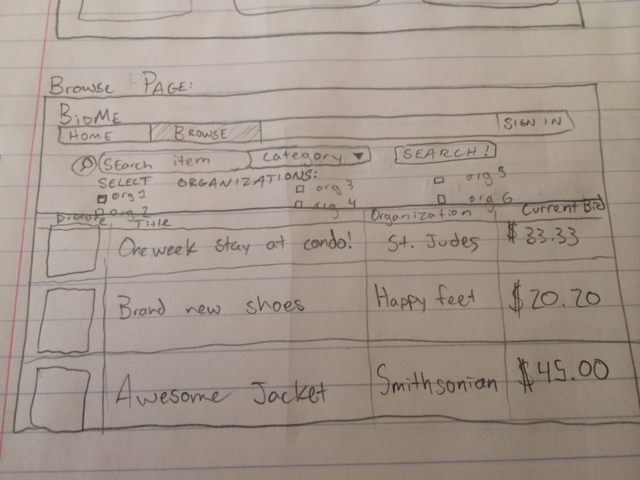 Browse PAGE:
BidMe
HOME BROWSE SIGN IN
Search item Category SEARCH!
SELECT ORGANIZATIONS:
org 1 org 3 org 5
org 2 org 4 org 6
Picture Title Organization Current Bid
One week stay at condo! St. Judes $33.33
Brand new shoes Happy feet $20.20
Awesome Jacket Smithsonian $45.00